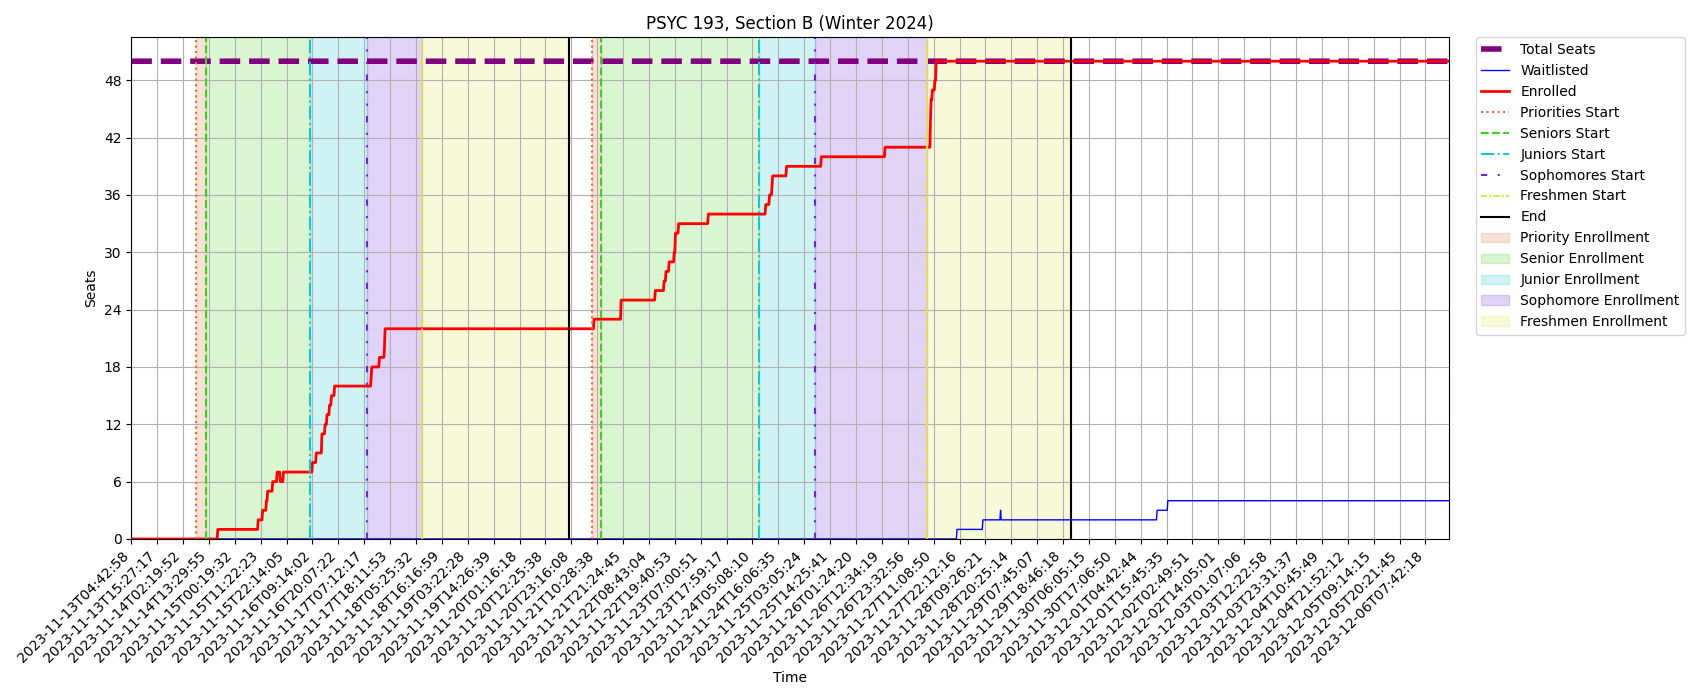 PSYC 193, Section B (Winter 2024)
Total Seats
Waitlisted
Enrolled
Priorities Start
Seniors Start
Juniors Start
Sophomores Start
Freshmen Start
End
Priority Enrollment
Senior Enrollment
Junior Enrollment
Sophomore Enrollment
Freshmen Enrollment
Seats
48
42
36
30
24
18
12
6
0
2023-11-13T04:42:58
2023-11-13T15:27:17
2023-11-14T02:19:52
2023-11-14T13:29:55
2023-11-15T00:19:32
2023-11-15T11:22:23
2023-11-15T22:14:05
2023-11-16T09:14:02
2023-11-16T20:07:22
2023-11-17T07:12:17
2023-11-17T18:11:53
2023-11-18T05:25:32
2023-11-18T16:16:59
2023-11-19T03:22:28
2023-11-19T14:26:39
2023-11-20T01:16:18
2023-11-20T12:25:38
2023-11-20T23:16:08
2023-11-21T10:28:38
2023-11-21T21:24:45
2023-11-22T08:43:04
2023-11-22T19:40:53
2023-11-23T07:00:51
2023-11-23T17:59:17
2023-11-24T05:08:10
2023-11-24T16:06:35
2023-11-25T03:05:24
2023-11-25T14:25:41
2023-11-26T01:24:20
2023-11-26T12:34:19
2023-11-26T23:32:56
2023-11-27T11:08:50
2023-11-27T22:12:16
2023-11-28T09:26:21
2023-11-28T20:25:14
2023-11-29T07:45:07
2023-11-29T18:46:18
2023-11-30T06:05:15
2023-11-30T17:06:50
2023-12-01T04:42:44
2023-12-01T15:45:35
2023-12-02T02:49:51
2023-12-02T14:05:01
2023-12-03T01:07:06
2023-12-03T12:22:58
2023-12-03T23:31:37
2023-12-04T10:45:49
2023-12-04T21:52:12
2023-12-05T09:14:15
2023-12-05T20:21:45
2023-12-06T07:42:18
Time